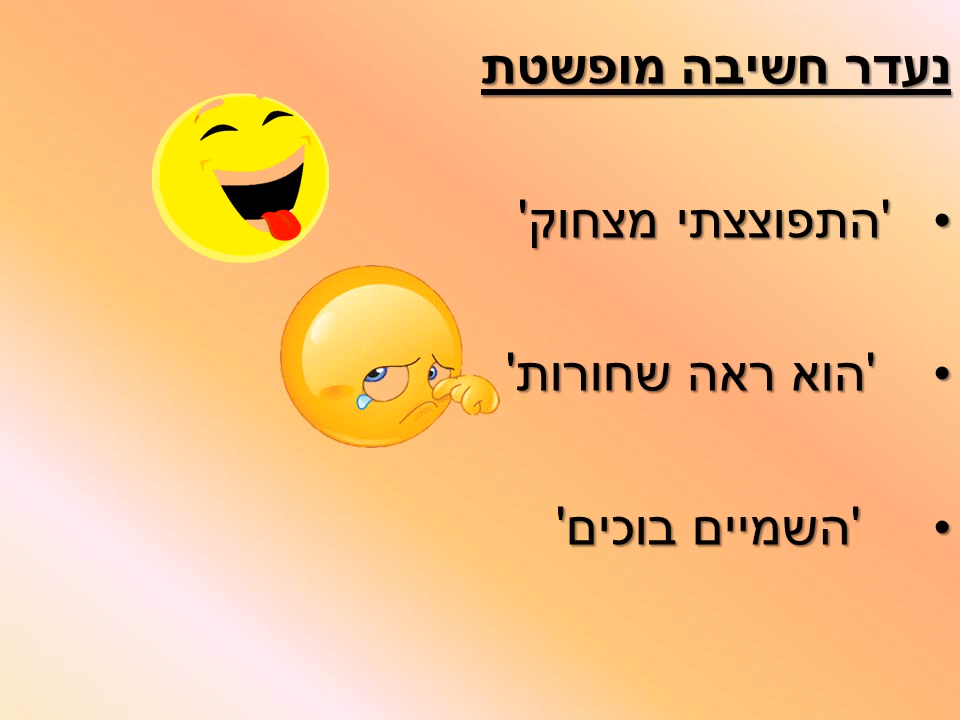 נעדר חשיבה מופשטת
• 'התפוצצתי מצחוק'
• 'הוא ראה שחורות'
• 'השמיים בוכים'